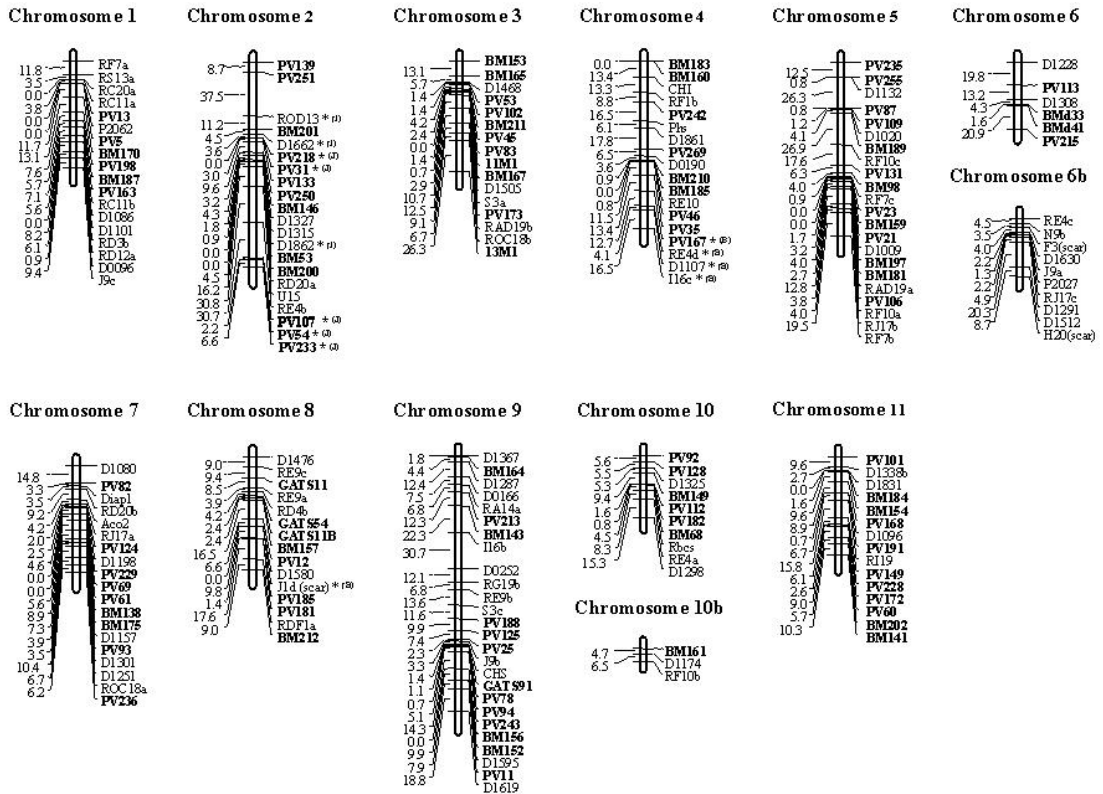 Chromosome 1
11.8
3.5
0.0
3.8
0.0
0.0
11.7
13.1
7.6
5.7
7.1
5.6
0.0
8.2
6.1
0.9
9.4
RF7a
RS13a
RC20a
RC11a
PV13
P2062
PV5
BM170
PV198
BM187
PV163
RC11b
D1086
D1101
RD3b
RD12a
D0096
J9c
Chromosome 2
8.7
37.5
11.2
4.5
3.6
0.0
0.0
9.6
32.2
4.3
1.8
0.9
0.0
0.0
4.5
16.2
30.8
30.7
2.2
6.6
PV139
PV251
ROD13 * (J)
BM201
D1662 * (J)
PV218 * (J)
PV31 * (J)
PV133
PV250
BM146
D1327
D1315
D1862 * (J)
BM53
BM200
RD20a
U15
RE4b
PV107 * (J)
PV54 * (J)
PV233 * (J)
Chromosome 3
13.1
5.7
1.4
1.4
4.2
2.4
0.0
1.4
0.7
2.9
10.7
12.5
9.1
6.7
26.3
BM153
BM165
D1468
PV53
PV102
BM211
PV45
PV83
11M1
BM167
D1505
S3a
PV173
RAD19b
ROC18b
13M1
Chromosome 4
0.0
13.4
13.3
8.8
16.5
6.1
17.8
6.5
3.6
0.9
0.0
11.5
13.4
12.7
4.1
16.5
BM183
BM160
CHI
RF1b
PV242
Phs
D1861
PV269
D0190
BM210
BM185
RE10
PV46
PV35
PV167 * (B)
RE4d * (B)
D1107 * (B)
I16c * (B)
Chromosome 5
12.5
0.8
26.3
0.8
1.2
4.1
26.9
17.6
6.3
4.0
0.9
0.0
0.0
1.7
3.2
4.0
2.7
12.8
3.8
4.0
19.5
PV235
PV255
D1132
PV87
PV109
D1020
BM189
RF10c
PV131
BM98
RF7c
PV23
BM159
PV21
D1009
BM197
BM181
RAD19a
PV106
RF10a
RJ17b
RF7b
Chromosome 6
19.8
13.2
4.3
1.6
20.9
D1228
PV113
D1308
BMd33
BMd41
PV215
Chromosome 6b
4.5
3.5
4.0
2.2
1.3
2.2
4.9
20.3
8.7
RE4c
N9b
F3(scar)
D1630
J9a
P2027
RJ17c
D1291
D1512
H20(scar)
Chromosome 7
14.8
3.3
3.5
9.2
4.2
2.0
2.5
4.6
0.0
0.0
5.6
8.9
7.3
3.9
3.5
10.4
6.7
6.2
D1080
PV82
Diap1
RD20b
Aco2
RJ17a
PV124
D1198
PV229
PV69
PV61
BM138
BM175
D1157
PV93
D1301
D1251
ROC18a
PV236
Chromosome 8
9.0
9.4
8.5
3.9
4.2
2.4
2.4
16.5
6.6
0.0
9.8
1.4
17.6
9.0
D1476
RE9c
GATS11
RE9a
RD4b
GATS54
GATS11B
BM157
PV12
D1580
J1d (scar) * (B)
PV185
PV181
RDF1a
BM212
Chromosome 9
1.8
4.4
12.4
7.5
6.8
12.3
22.3
30.7
12.1
6.8
13.6
11.6
9.9
7.4
2.3
3.3
1.4
1.1
0.7
5.1
14.3
0.0
9.9
7.9
18.8
D1367
BM164
D1287
D0166
RA14a
PV213
BM143
I16b
D0252
RG19b
RE9b
S3c
PV188
PV125
PV25
J9b
CHS
GATS91
PV78
PV94
PV243
BM156
BM152
D1595
PV11
D1619
Chromosome 10
5.6
5.5
5.3
9.4
1.6
0.8
4.5
8.3
15.3
PV92
PV128
D1325
BM149
PV112
PV182
BM68
Rbcs
RE4a
D1298
Chromosome 10b
4.7
6.5
BM161
D1174
RF10b
Chromosome 11
9.6
2.7
0.0
1.6
9.6
8.9
0.7
6.7
15.8
6.1
2.6
9.0
5.7
10.3
PV101
D1338b
D1831
BM184
BM154
PV168
D1096
PV191
RI19
PV149
PV228
PV172
PV60
BM202
BM141